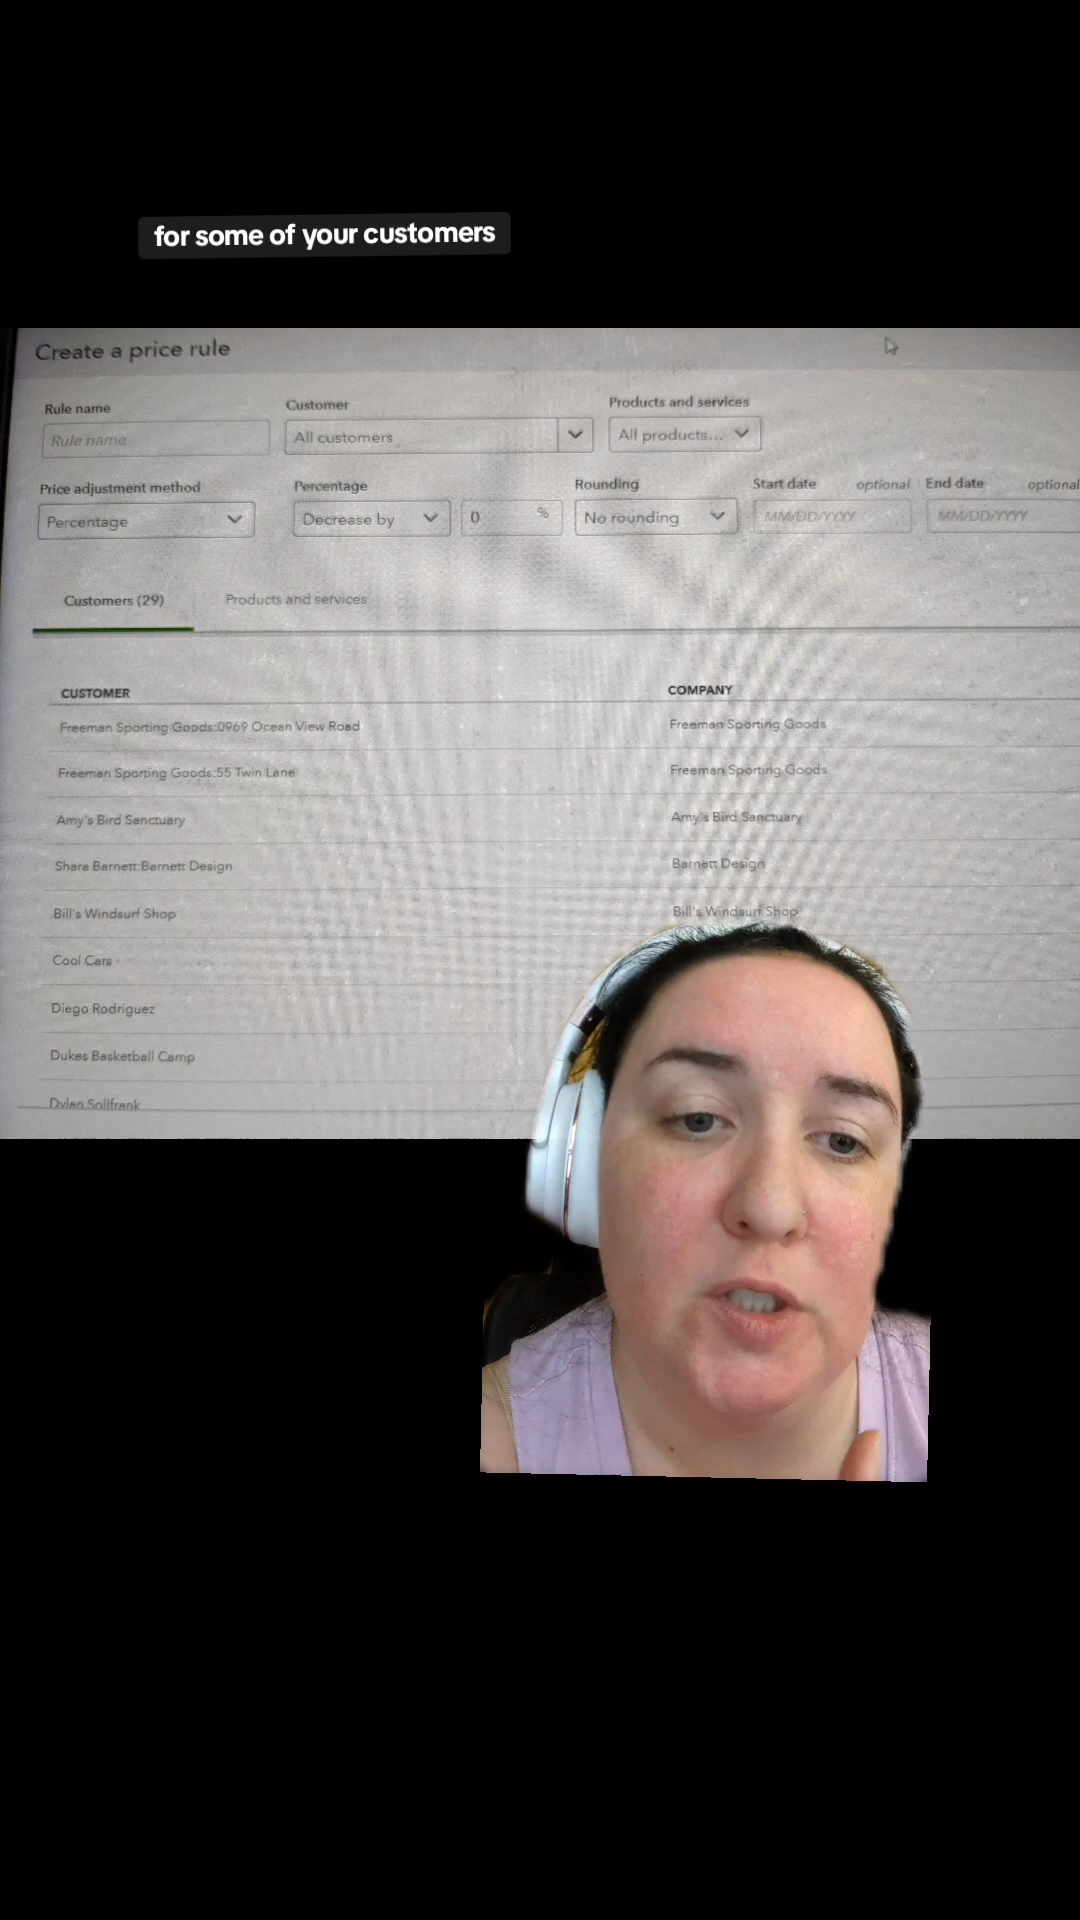 for some of your customers
Create a price rule
Rule name
Customer
Products and services
Rule name
All customers
All products...
Price adjustment method
Percentage
Rounding
Start date
optional
End date
optional
Percentage
Decrease by
0
%
No rounding
MM/DD/YYYY
MM/DD/YYYY
Customers (29)
Products and services
CUSTOMER
COMPANY
Freeman Sporting Goods:0969 Ocean View Road
Freeman Sporting Goods
Freeman Sporting Goods:55 Twin Lane
Freeman Sporting Goods
Amy's Bird Sanctuary
Amy's Bird Sanctuary
Shara Barnett:Barnett Design
Barnett Design
Bill's Windsurf Shop
Bill's Windsurf Shop
Cool Cars
Diego Rodriguez
Dukes Basketball Camp
Dylan Sollfrank